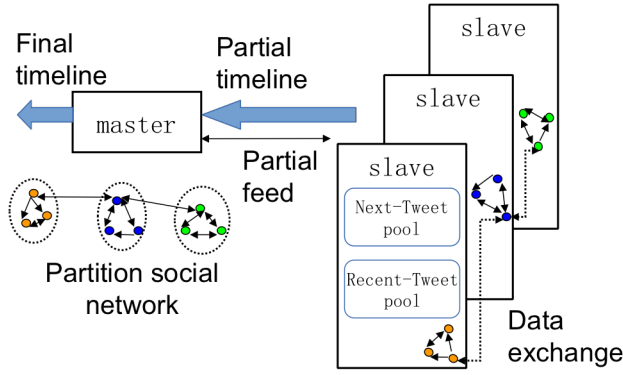 Final
timeline
Partial
timeline
master
Partial
feed
Partition social
network
slave
slave
slave
Next-Tweet
pool
Recent-Tweet
pool
Data
exchange